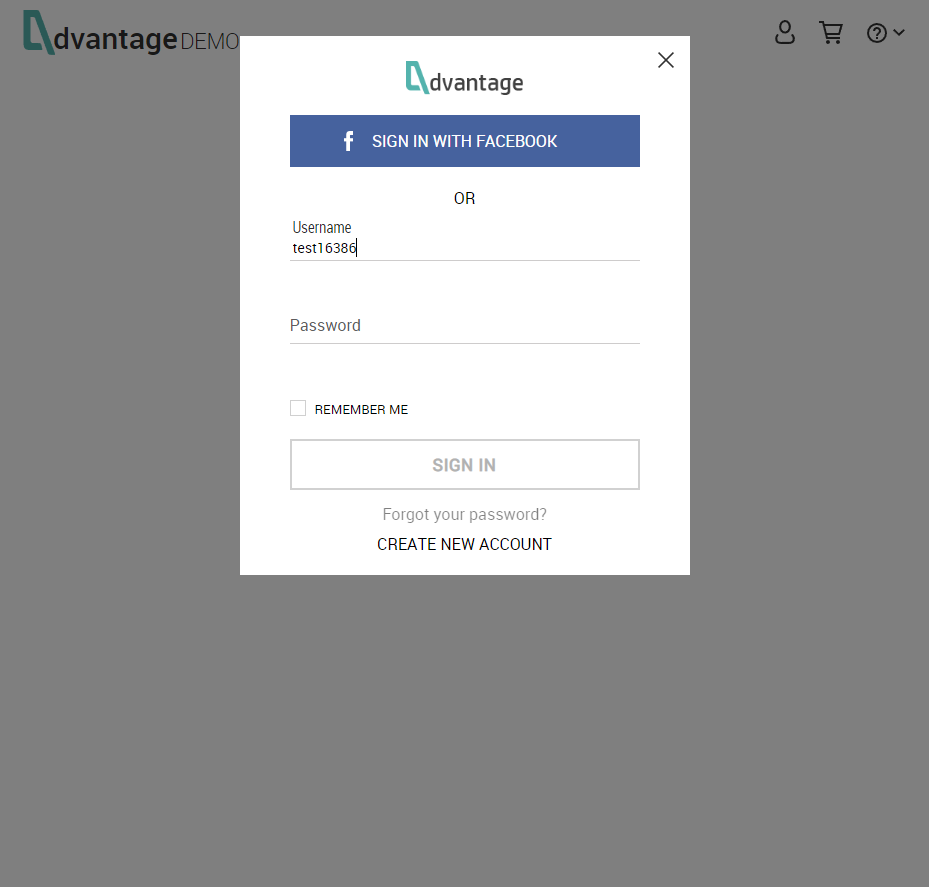 dvantage DEMO
dvantage
SIGN IN WITH FACEBOOK
OR
Username
test16386
Password
REMEMBER ME
SIGN IN
Forgot your password?
CREATE NEW ACCOUNT